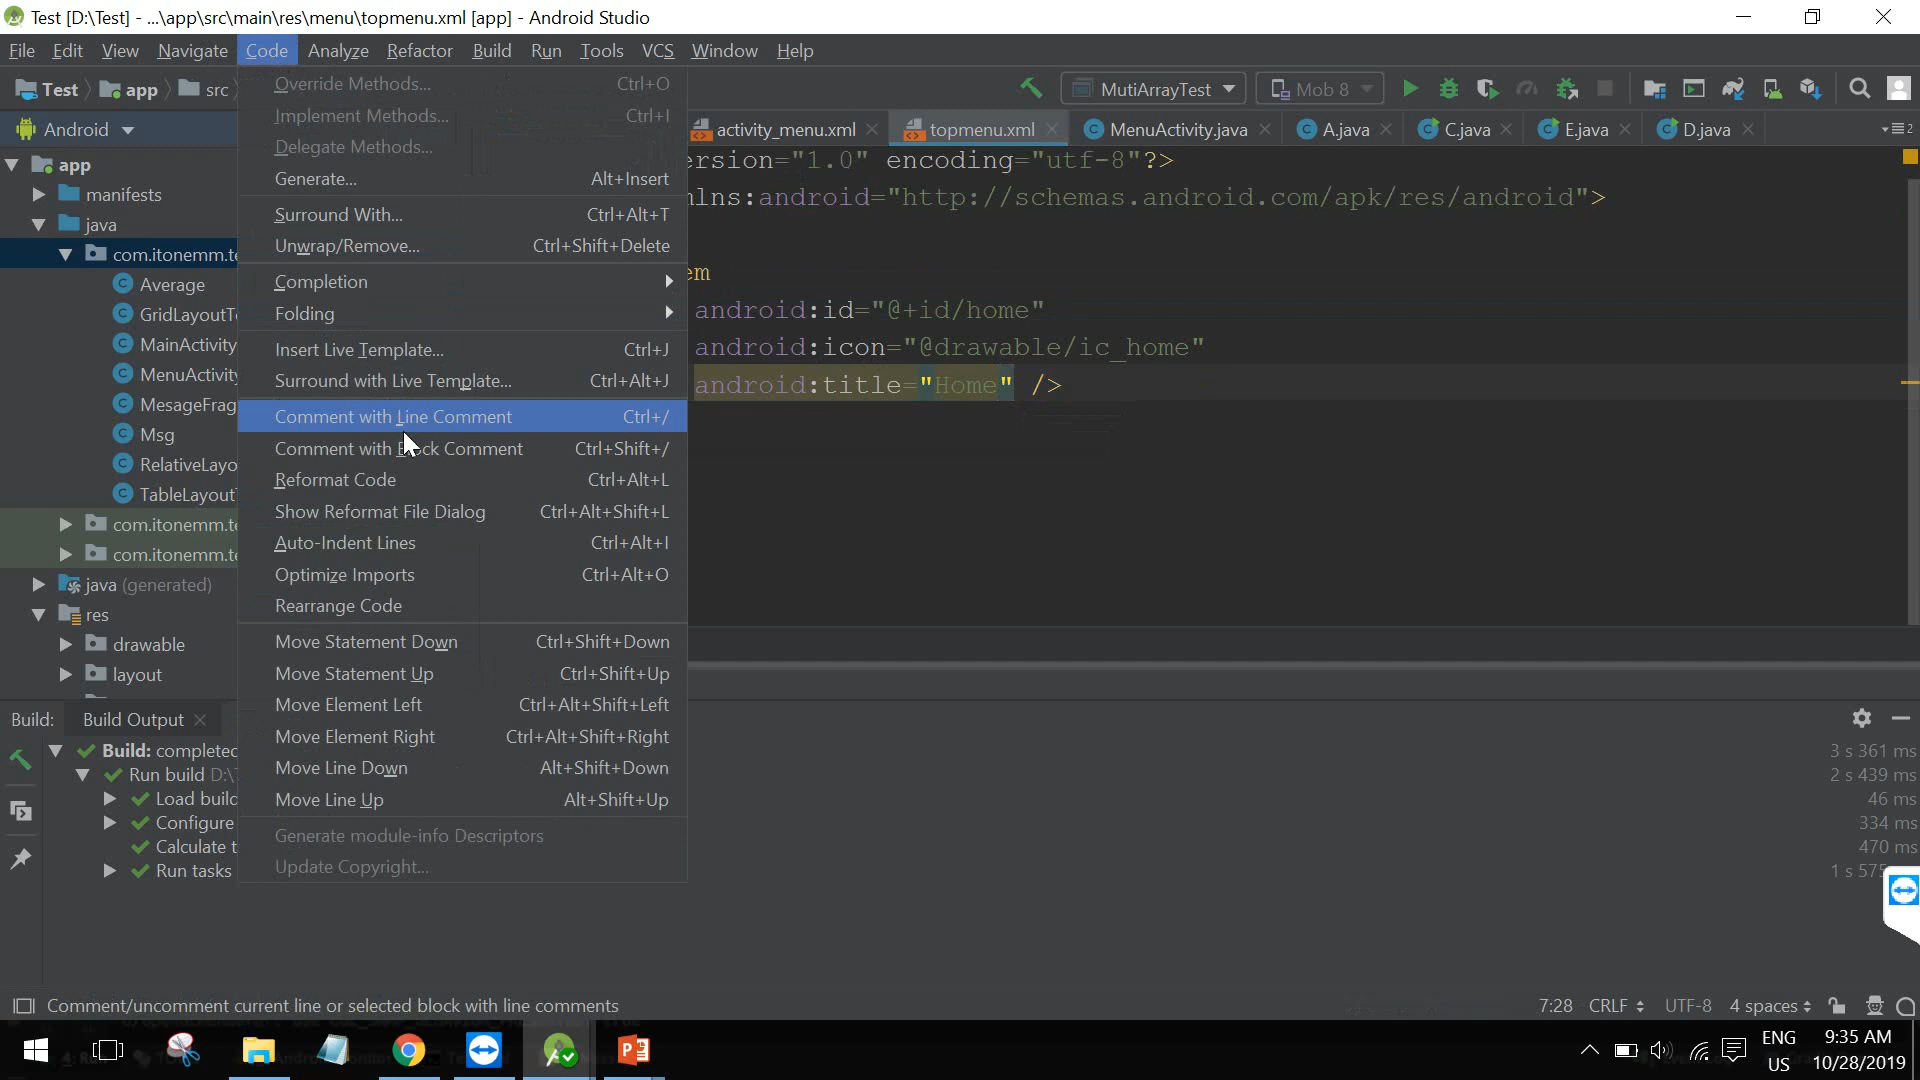 Test [D:\Test] - ...\app\src\main\res\menu\topmenu.xml [app] - Android Studio
File Edit View Navigate Code Analyze Refactor Build Run Tools VCS Window Help
Test app src MutiArrayTest Mob 8
Android
activity_menu.xml topmenu.xml MenuActivity.java A.java C.java E.java D.java 2
app
manifests
java
com.itonemm.te
Average
GridLayoutTe
MainActivity
MenuActivity
MesageFrag
Msg
RelativeLayo
TableLayoutT
com.itonemm.te
com.itonemm.te
java (generated)
res
drawable
layout
Override Methods... Ctrl+O
Implement Methods... Ctrl+I
Delegate Methods...
Generate... Alt+Insert
Surround With... Ctrl+Alt+T
Unwrap/Remove... Ctrl+Shift+Delete
Completion
Folding
Insert Live Template... Ctrl+J
Surround with Live Template... Ctrl+Alt+J
Comment with Line Comment Ctrl+/
Comment with Block Comment Ctrl+Shift+/
Reformat Code Ctrl+Alt+L
Show Reformat File Dialog Ctrl+Alt+Shift+L
Auto-Indent Lines Ctrl+Alt+I
Optimize Imports Ctrl+Alt+O
Rearrange Code
Move Statement Down Ctrl+Shift+Down
Move Statement Up Ctrl+Shift+Up
Move Element Left Ctrl+Alt+Shift+Left
Move Element Right Ctrl+Alt+Shift+Right
Move Line Down Alt+Shift+Down
Move Line Up Alt+Shift+Up
Generate module-info Descriptors
Update Copyright...
ersion="1.0" encoding="utf-8"?>
mlns:android="http://schemas.android.com/apk/res/android">
em
android:id="@+id/home"
android:icon="@drawable/ic_home"
android:title="Home" />
Build: Build Output
Build: completed 3 s 361 ms
Run build D:\T 2 s 439 ms
Load build 46 ms
Configure 334 ms
Calculate t 470 ms
Run tasks 1 s 575
Comment/uncomment current line or selected block with line comments 7:28 CRLF UTF-8 4 spaces
ENG 9:35 AM
US 10/28/2019